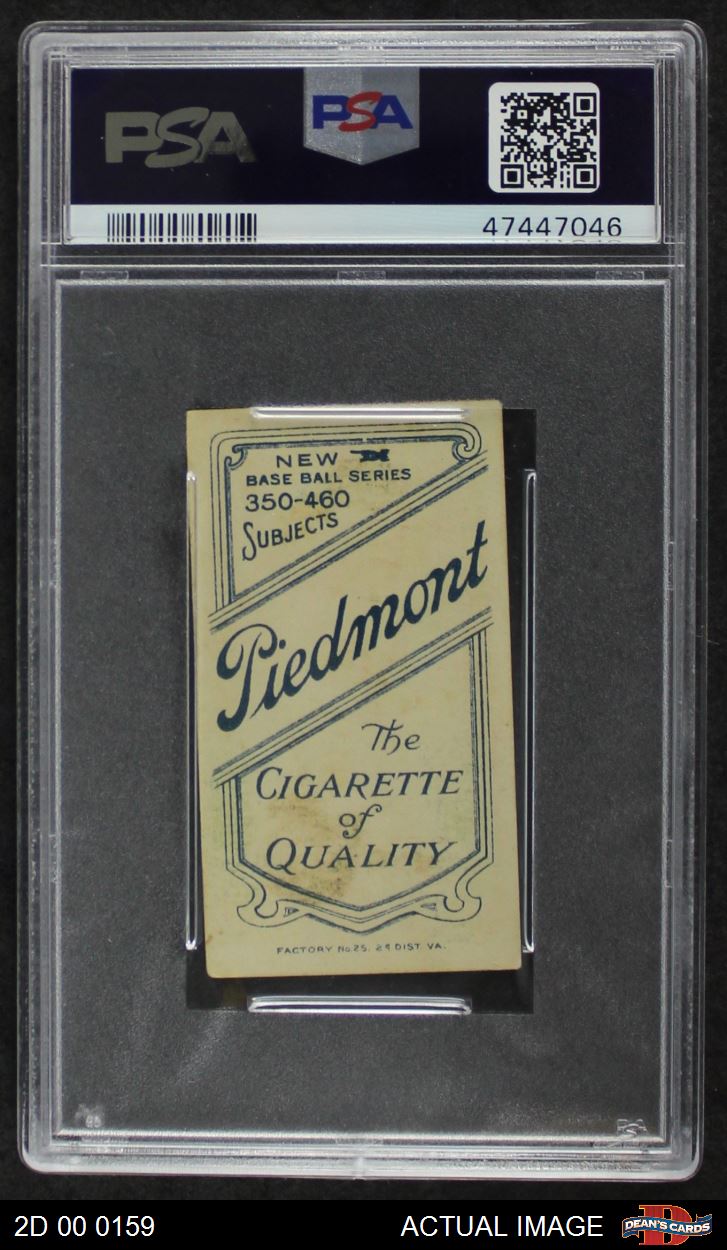 PSA
PSA
47447046
NEW
BASE BALL SERIES
350-460
SUBJECTS
Piedmont
The
CIGARETTE
of
QUALITY
FACTORY No.25. 2d DIST. VA.
PSA
2D 00 0159
ACTUAL IMAGE
DEAN'S CARDS